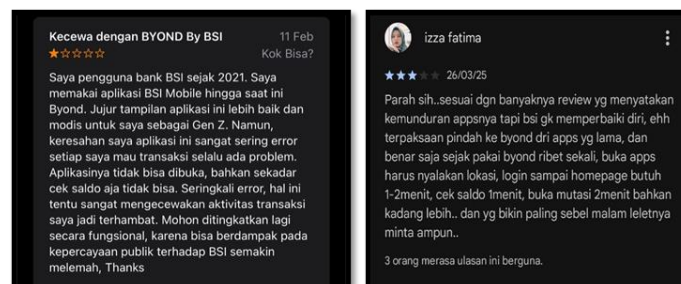 Kecewa dengan BYOND By BSI
11 Feb
Kok Bisa?
Saya pengguna bank BSI sejak 2021. Saya
memakai aplikasi BSI Mobile hingga saat ini
Byond. Jujur tampilan aplikasi ini lebih baik dan
modis untuk saya sebagai Gen Z. Namun,
keresahan saya aplikasi ini sangat sering error
setiap saya mau transaksi selalu ada problem.
Aplikasinya tidak bisa dibuka, bahkan sekadar
cek saldo aja tidak bisa. Seringkali error, hal ini
tentu sangat mengecewakan aktivitas transaksi
saya jadi terhambat. Mohon ditingkatkan lagi
secara fungsional, karena bisa berdampak pada
kepercayaan publik terhadap BSI semakin
melemah, Thanks
izza fatima
26/03/25
Parah sih..sesuai dgn banyaknya review yg menyatakan
kemunduran appsnya tapi bsi gk memperbaiki diri, ehh
terpaksaan pindah ke byond dri apps yg lama, dan
benar saja sejak pakai byond ribet sekali, buka apps
harus nyalakan lokasi, login sampai homepage butuh
1-2menit, cek saldo 1menit, buka mutasi 2menit bahkan
kadang lebih.. dan yg bikin paling sebel malam leletnya
minta ampun..
3 orang merasa ulasan ini berguna.